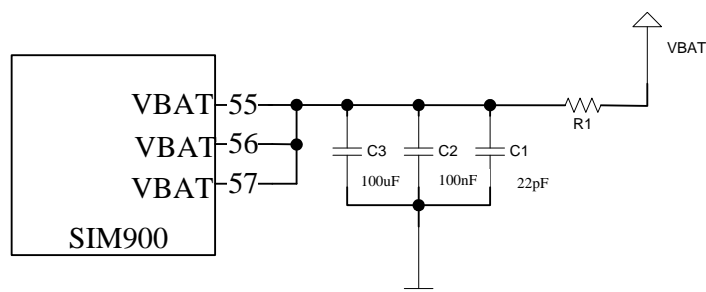 VBAT
VBAT 55
VBAT 56
VBAT 57
R1
C3
C2
C1
100uF
100nF
22pF
SIM900